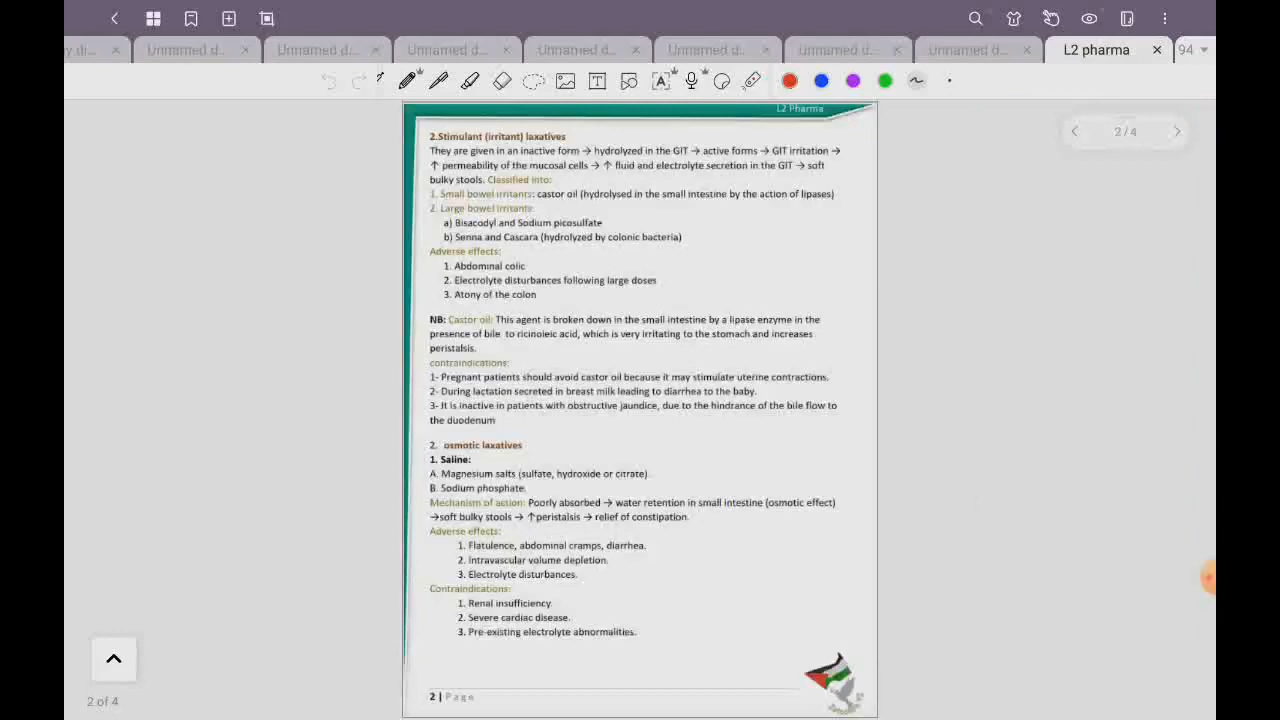 y di...
Unnamed d...
Unnamed d...
Unnamed d...
Unnamed d...
Unnamed d...
Unnamed d...
Unnamed d...
L2 pharma
94
L2 Pharma
2/4
2.Stimulant (irritant) laxatives
They are given in an inactive form → hydrolyzed in the GIT → active forms → GIT irritation →
↑ permeability of the mucosal cells → ↑ fluid and electrolyte secretion in the GIT → soft
bulky stools. Classified into:
1. Small bowel irritants: castor oil (hydrolysed in the small intestine by the action of lipases)
2. Large bowel irritants:
a) Bisacodyl and Sodium picosulfate
b) Senna and Cascara (hydrolyzed by colonic bacteria)
Adverse effects:
1. Abdominal colic
2. Electrolyte disturbances following large doses
3. Atony of the colon
NB: Castor oil: This agent is broken down in the small intestine by a lipase enzyme in the
presence of bile to ricinoleic acid, which is very irritating to the stomach and increases
peristalsis.
contraindications:
1- Pregnant patients should avoid castor oil because it may stimulate uterine contractions.
2- During lactation secreted in breast milk leading to diarrhea to the baby.
3- It is inactive in patients with obstructive jaundice, due to the hindrance of the bile flow to
the duodenum
2. osmotic laxatives
1. Saline:
A. Magnesium salts (sulfate, hydroxide or citrate).
B. Sodium phosphate.
Mechanism of action: Poorly absorbed → water retention in small intestine (osmotic effect)
→soft bulky stools → ↑peristalsis → relief of constipation.
Adverse effects:
1. Flatulence, abdominal cramps, diarrhea.
2. Intravascular volume depletion.
3. Electrolyte disturbances.
Contraindications:
1. Renal insufficiency.
2. Severe cardiac disease.
3. Pre-existing electrolyte abnormalities.
2 | Page
2 of 4